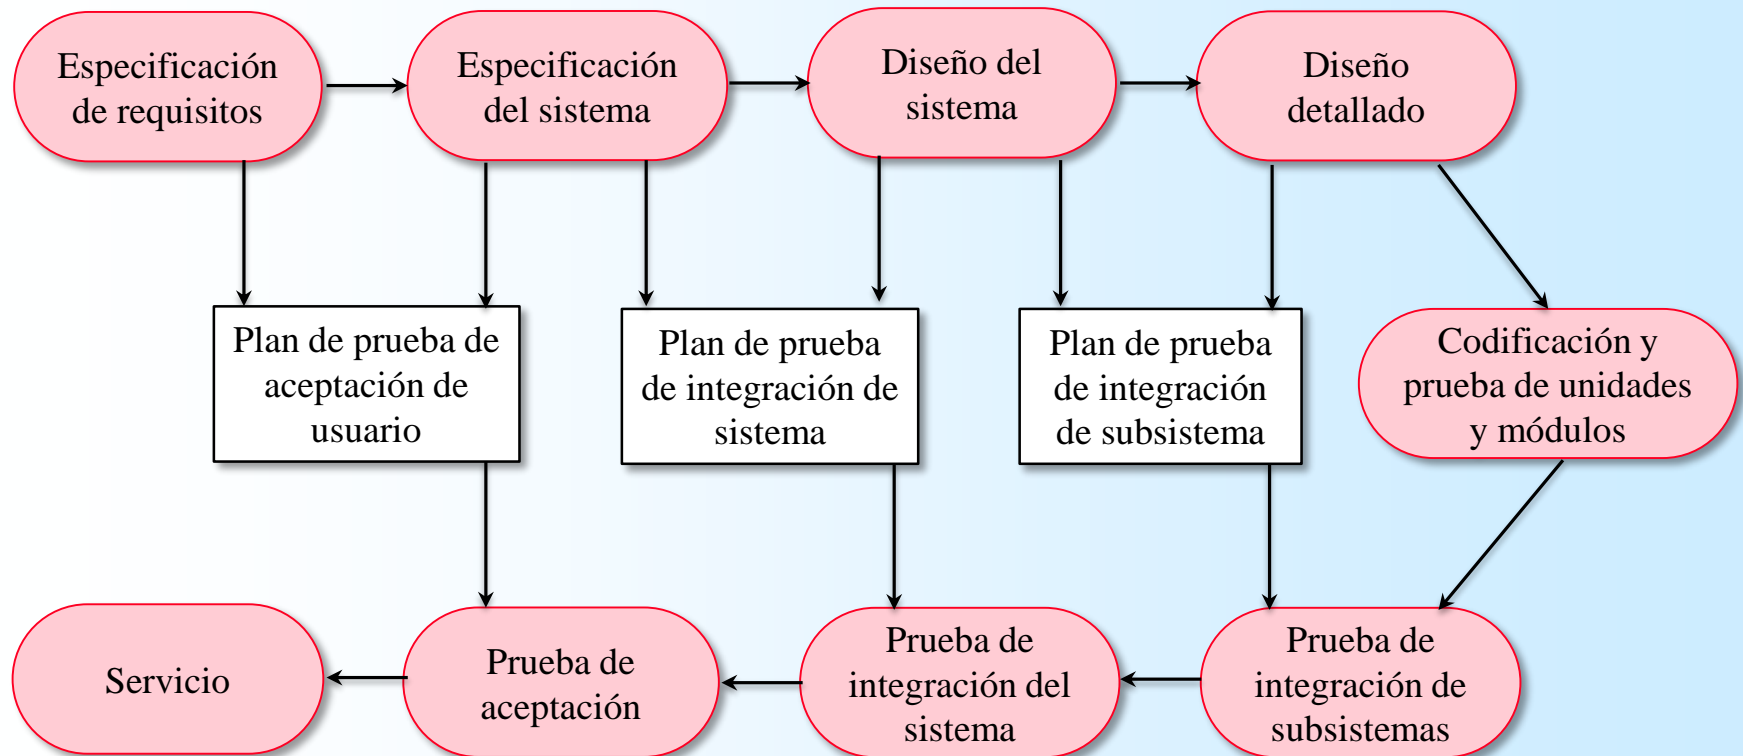 Especificación
de requisitos
Especificación
del sistema
Diseño del
sistema
Diseño
detallado
Plan de prueba de
aceptación de
usuario
Plan de prueba
de integración de
sistema
Plan de prueba
de integración
de subsistema
Codificación y
prueba de unidades
y módulos
Servicio
Prueba de
aceptación
Prueba de
integración del
sistema
Prueba de
integración de
subsistemas